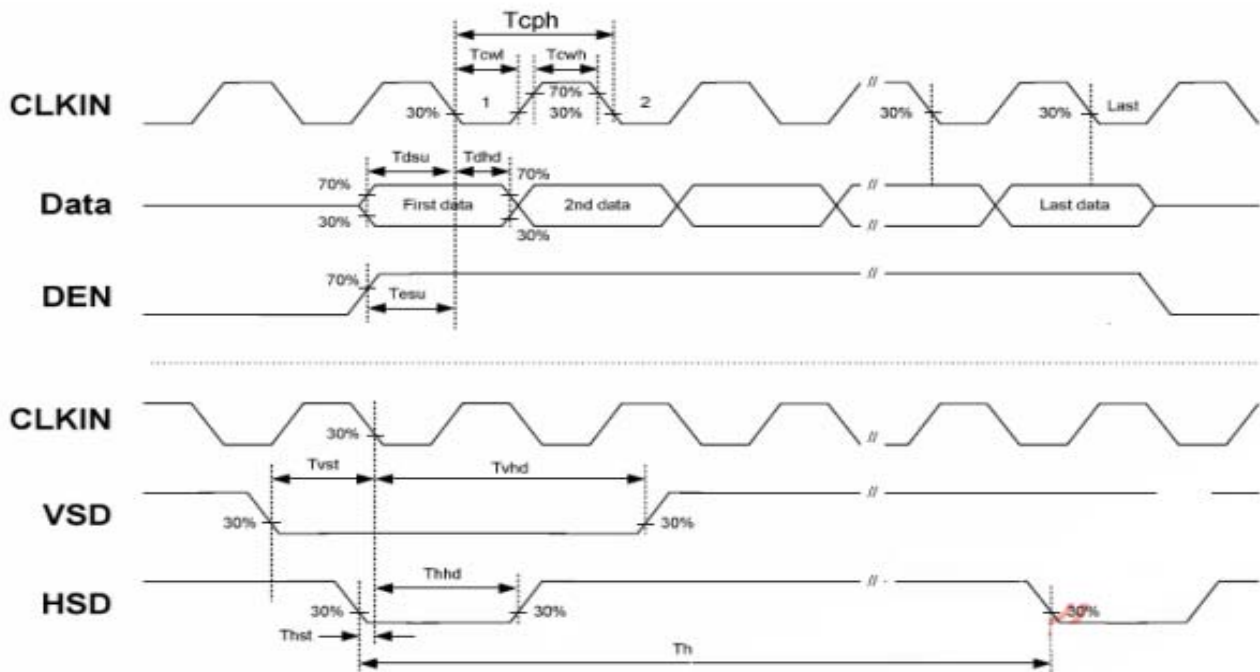 Tcph
Tcwl Tcwh
CLKIN 30% 1 70% 30% 2 30% 30% Last
Tdsu Tdhd
70% 70%
Data First data 2nd data // Last data
30% 30%
70%
DEN Tesu //
CLKIN 30% //
Tvst Tvhd
VSD 30% 30% //
Thhd
HSD 30% 30% // 30%
Thst
Th